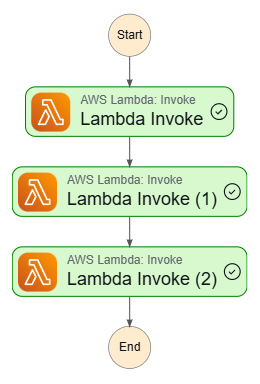 Start
AWS Lambda: Invoke
Lambda Invoke
AWS Lambda: Invoke
Lambda Invoke (1)
AWS Lambda: Invoke
Lambda Invoke (2)
End